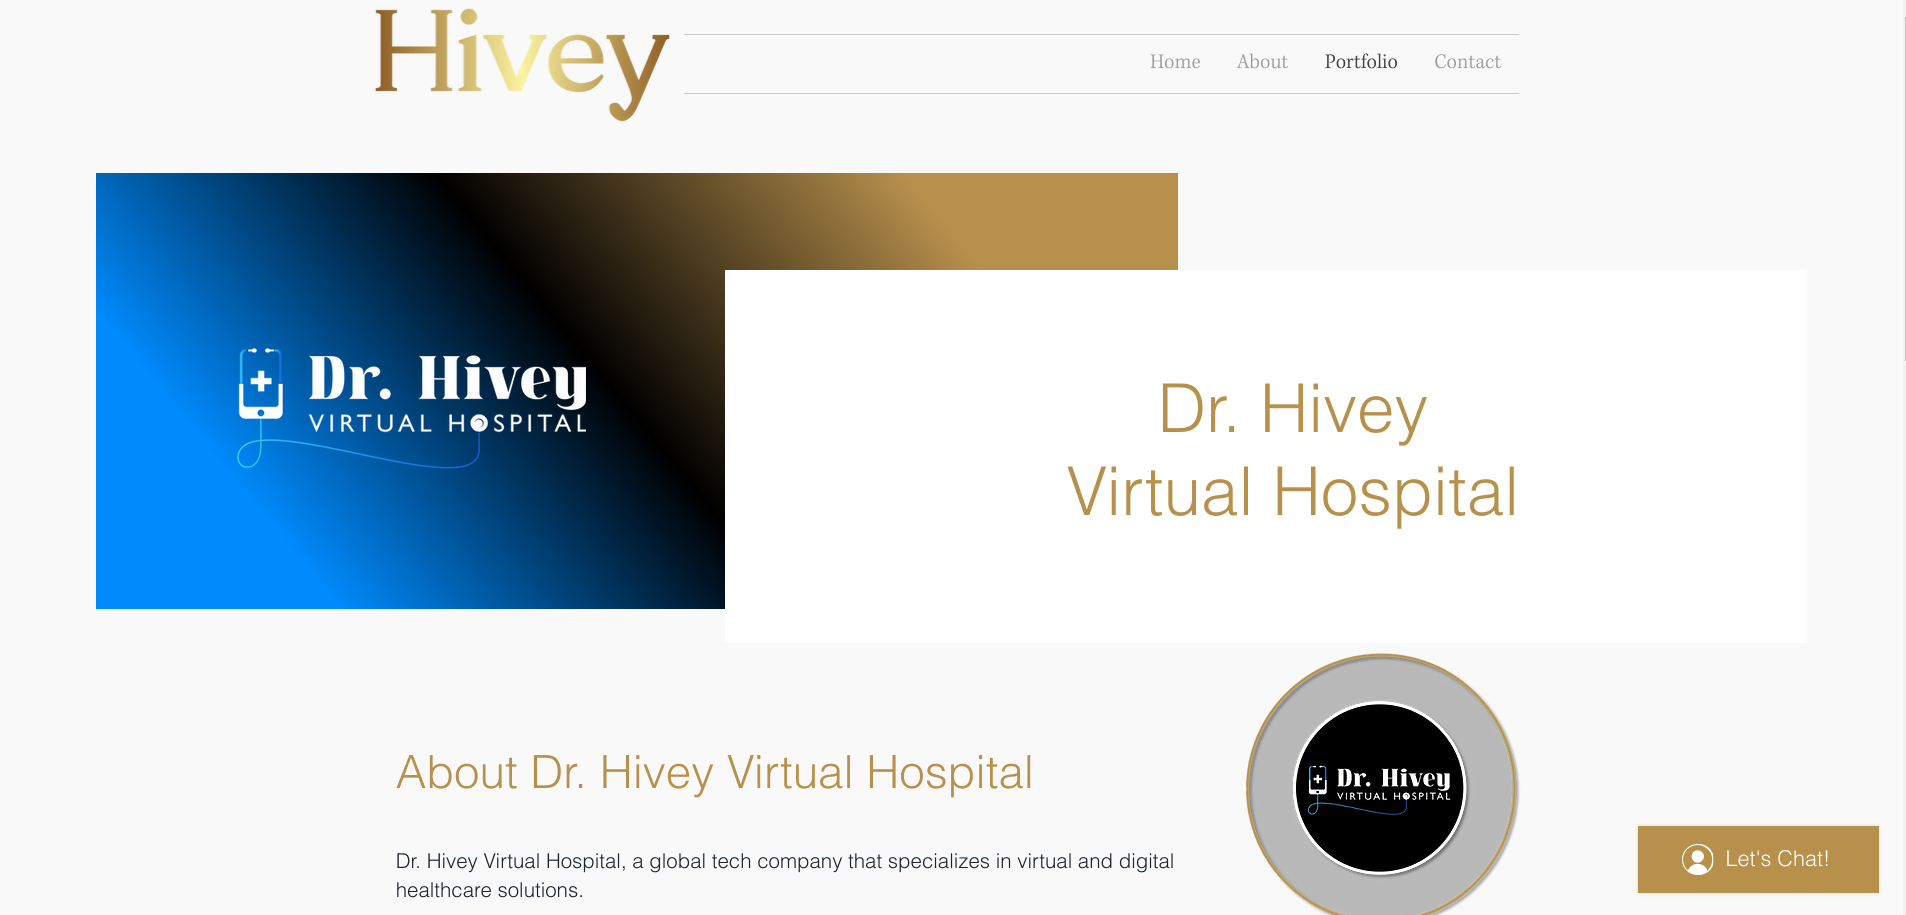 Hivey
Home About Portfolio Contact
Dr. Hivey
VIRTUAL HOSPITAL
Dr. Hivey
Virtual Hospital
About Dr. Hivey Virtual Hospital
Dr. Hivey Virtual Hospital, a global tech company that specializes in virtual and digital
healthcare solutions.
Dr. Hivey
VIRTUAL HOSPITAL
Let's Chat!